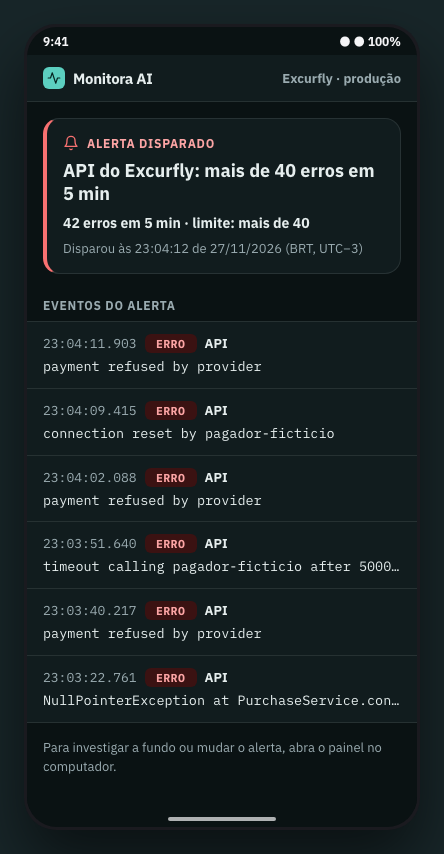 9:41 100%
Monitora AI Excurfly · produção
ALERTA DISPARADO
API do Excurfly: mais de 40 erros em
5 min
42 erros em 5 min · limite: mais de 40
Disparou às 23:04:12 de 27/11/2026 (BRT, UTC−3)
EVENTOS DO ALERTA
23:04:11.903 ERRO API
payment refused by provider
23:04:09.415 ERRO API
connection reset by pagador-ficticio
23:04:02.088 ERRO API
payment refused by provider
23:03:51.640 ERRO API
timeout calling pagador-ficticio after 5000…
23:03:40.217 ERRO API
payment refused by provider
23:03:22.761 ERRO API
NullPointerException at PurchaseService.con…
Para investigar a fundo ou mudar o alerta, abra o painel no
computador.